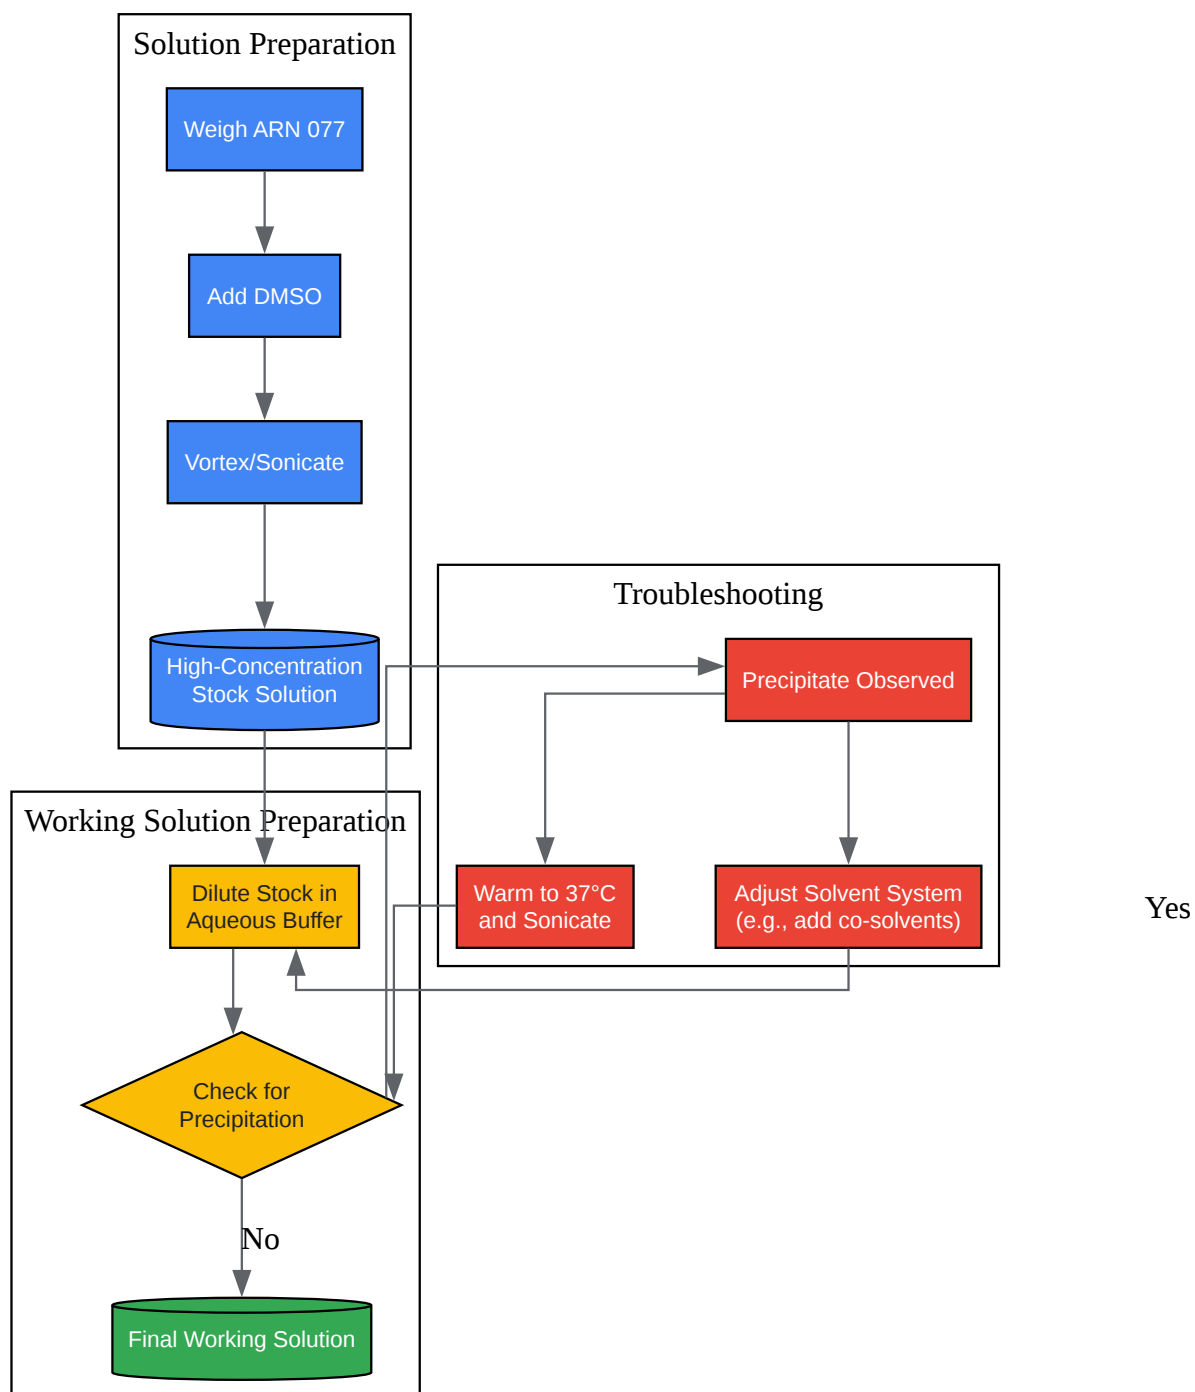 Solution Preparation
Weigh ARN 077
Add DMSO
Vortex/Sonicate
High-Concentration
Stock Solution
Troubleshooting
Precipitate Observed
Warm to 37°C
and Sonicate
Adjust Solvent System
(e.g., add co-solvents)
Yes
Working Solution Preparation
Dilute Stock in
Aqueous Buffer
Check for
Precipitation
No
Final Working Solution